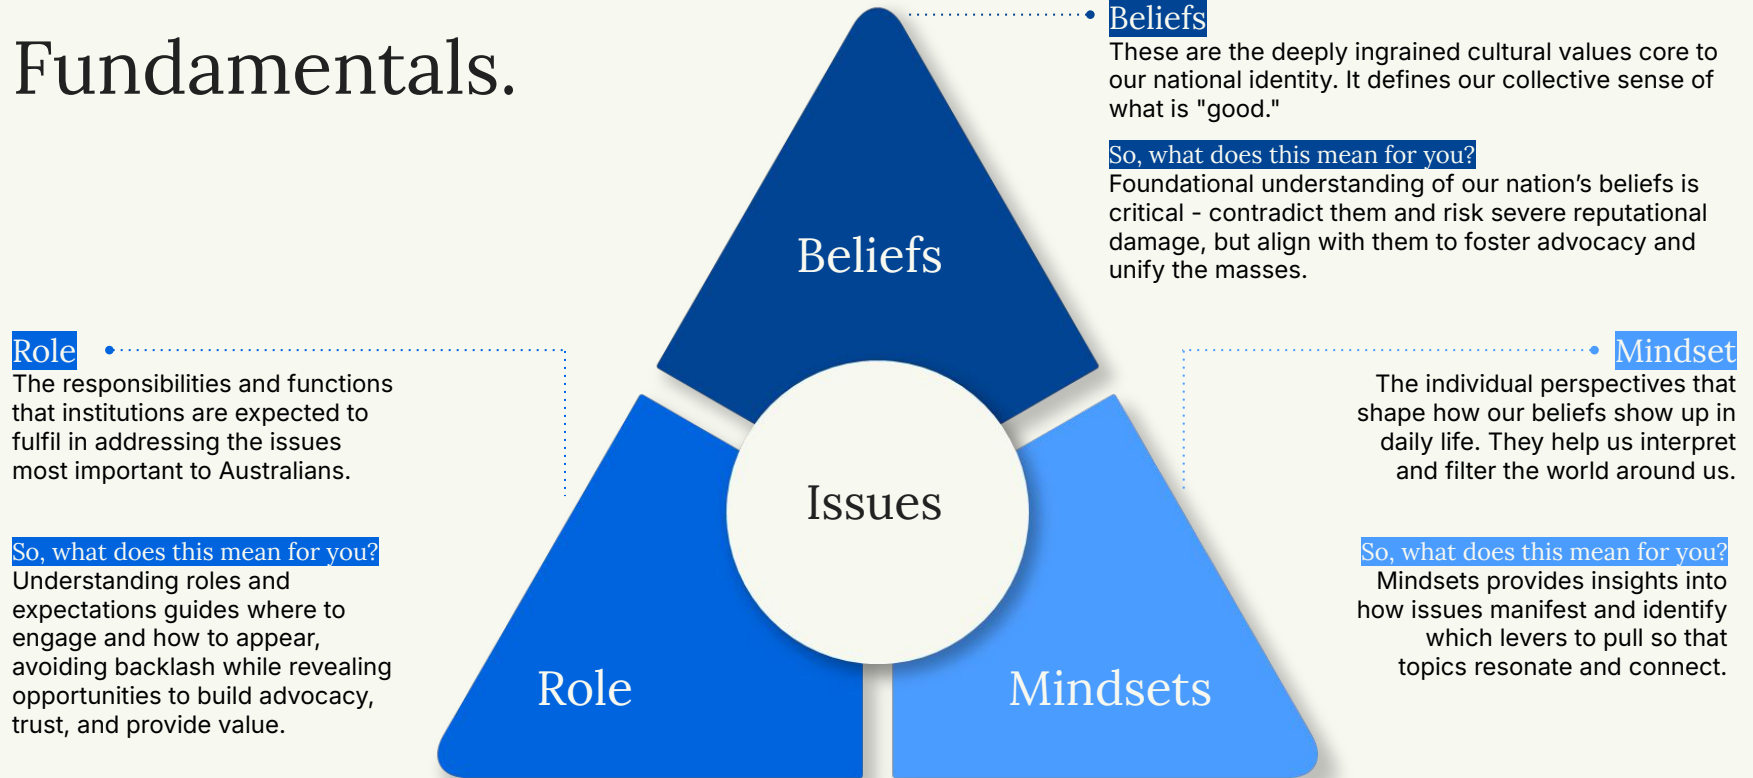 Fundamentals.
Beliefs
These are the deeply ingrained cultural values core to
our national identity. It defines our collective sense of
what is "good."
So, what does this mean for you?
Foundational understanding of our nation’s beliefs is
critical - contradict them and risk severe reputational
damage, but align with them to foster advocacy and
unify the masses.
Beliefs
Role
The responsibilities and functions
that institutions are expected to
fulfil in addressing the issues
most important to Australians.
So, what does this mean for you?
Understanding roles and
expectations guides where to
engage and how to appear,
avoiding backlash while revealing
opportunities to build advocacy,
trust, and provide value.
Issues
Role
Mindsets
Mindset
The individual perspectives that
shape how our beliefs show up in
daily life. They help us interpret
and filter the world around us.
So, what does this mean for you?
Mindsets provides insights into
how issues manifest and identify
which levers to pull so that
topics resonate and connect.